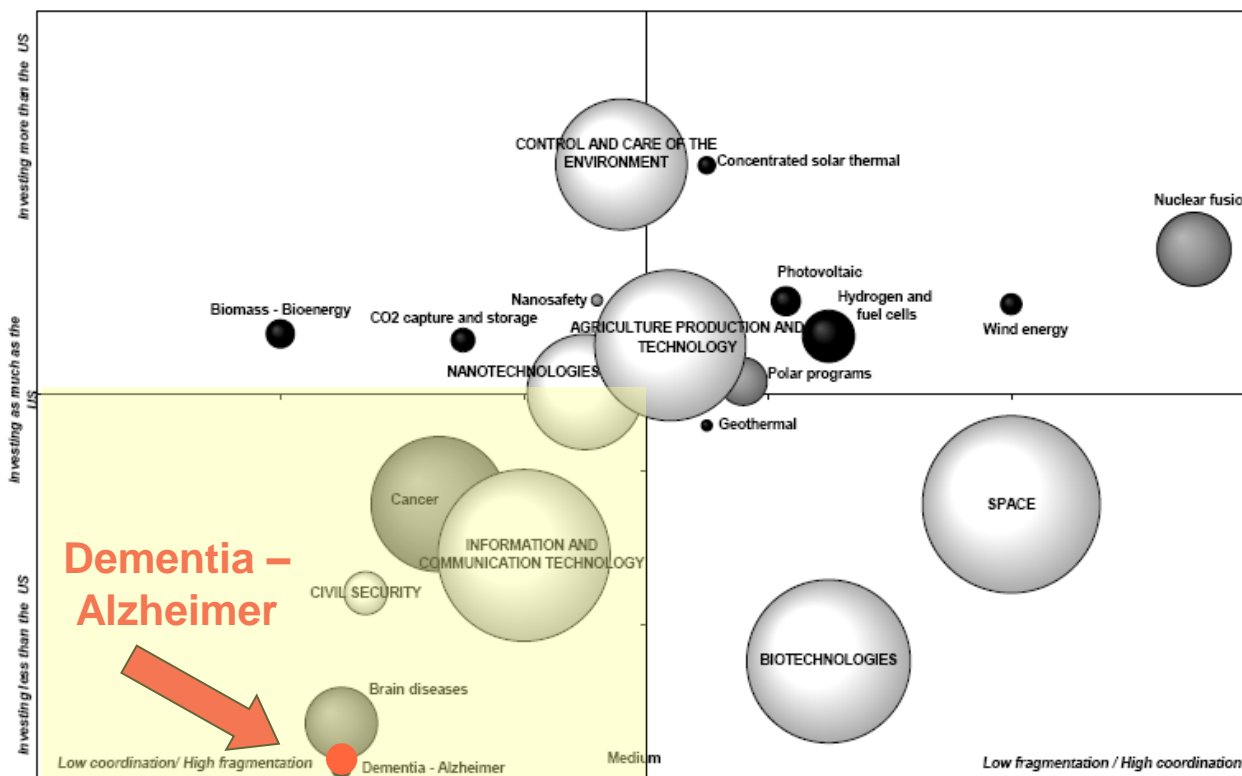 Investing more than the US
CONTROL AND CARE OF THE
ENVIRONMENT
Concentrated solar thermal
Nuclear fusio
Photovoltaic
Nanosafety
Hydrogen and
fuel cells
Biomass - Bioenergy
CO2 capture and storage
AGRICULTURE PRODUCTION AND
TECHNOLOGY
Wind energy
Investing as much as the
US
NANOTECHNOLOGIES
Polar programs
Geothermal
Cancer
SPACE
INFORMATION AND
COMMUNICATION TECHNOLOGY
Dementia –
Alzheimer
CIVIL SECURITY
Investing less than the US
BIOTECHNOLOGIES
Brain diseases
Low coordination/ High fragmentation
Dementia - Alzheimer
Medium
Low fragmentation / High coordination